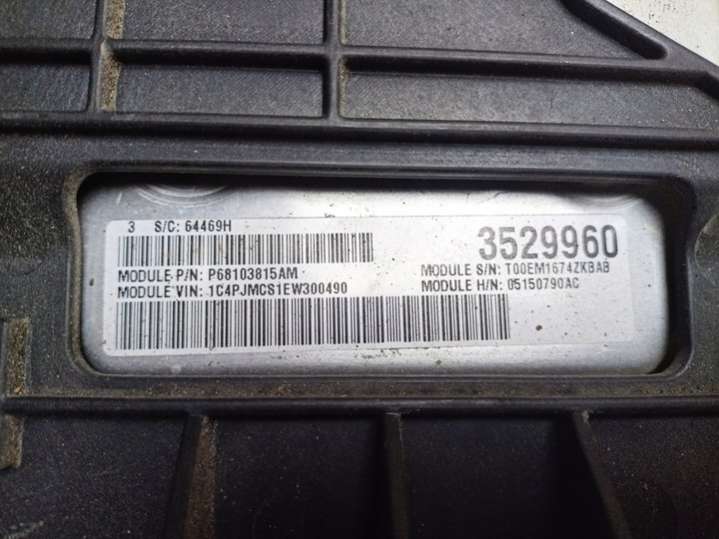 3 S/C: 64469H
3529960
MODULE P/N: P68103815AM MODULE S/N: T00EM1674ZKBAB
MODULE VIN: 1C4PJMCS1EW300490 MODULE H/N: 05150790AC